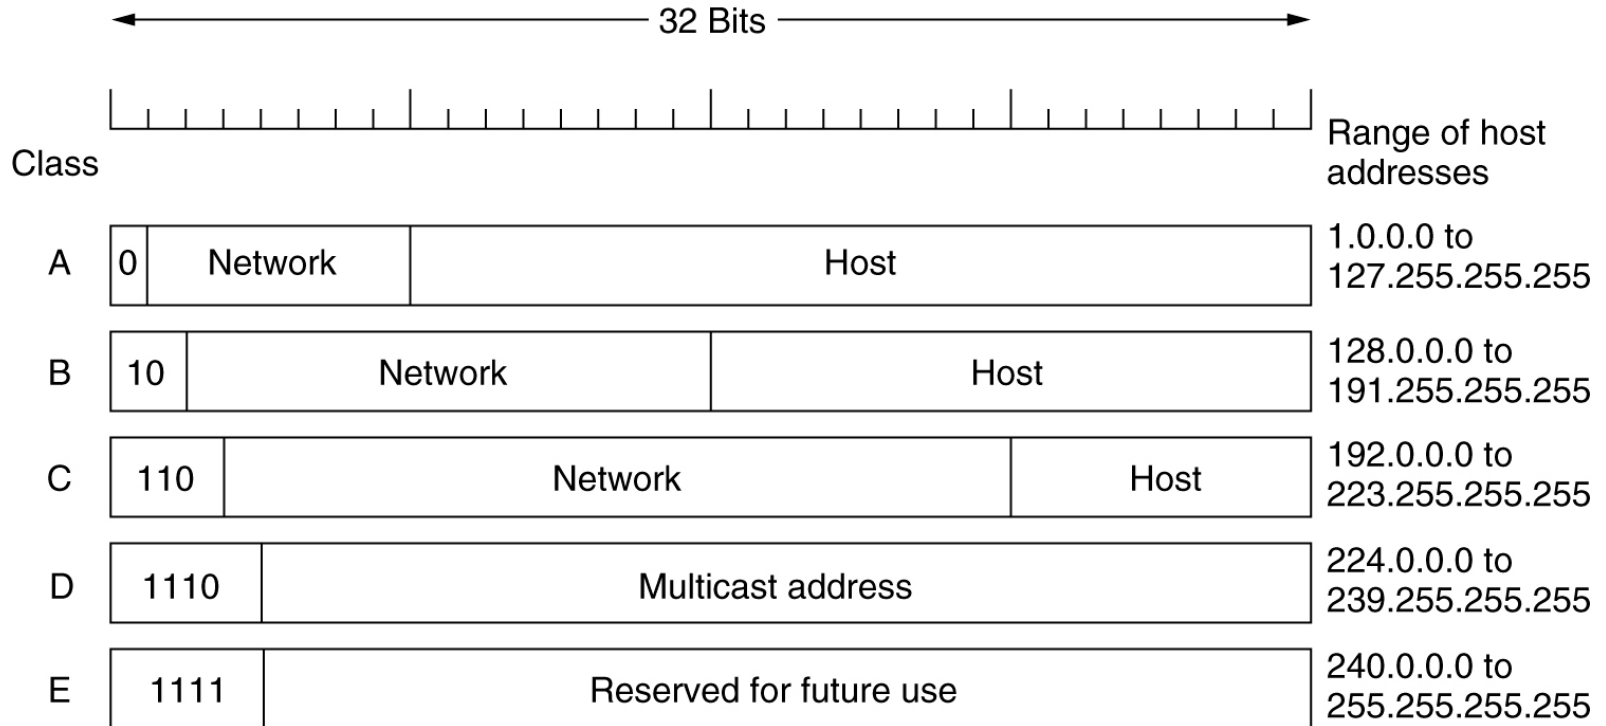 32 Bits
Range of host
addresses
Class
A
0
Network
Host
1.0.0.0 to
127.255.255.255
B
10
Network
Host
128.0.0.0 to
191.255.255.255
C
110
Network
Host
192.0.0.0 to
223.255.255.255
D
1110
Multicast address
224.0.0.0 to
239.255.255.255
E
1111
Reserved for future use
240.0.0.0 to
255.255.255.255